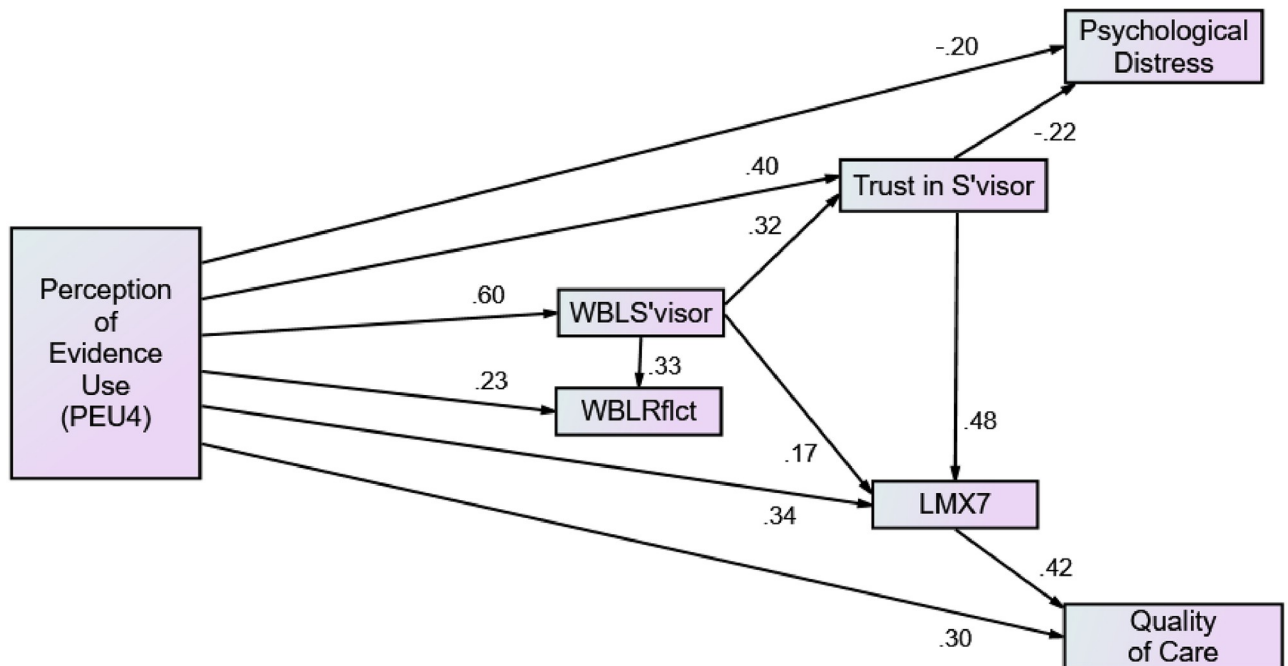 Psychological
Distress
-.20
-.22
.40
Trust in S'visor
.32
Perception
of
Evidence
Use
(PEU4)
.60
WBLS'visor
.33
.23
WBLRflct
.48
.17
LMX7
.34
.42
Quality
of Care
.30